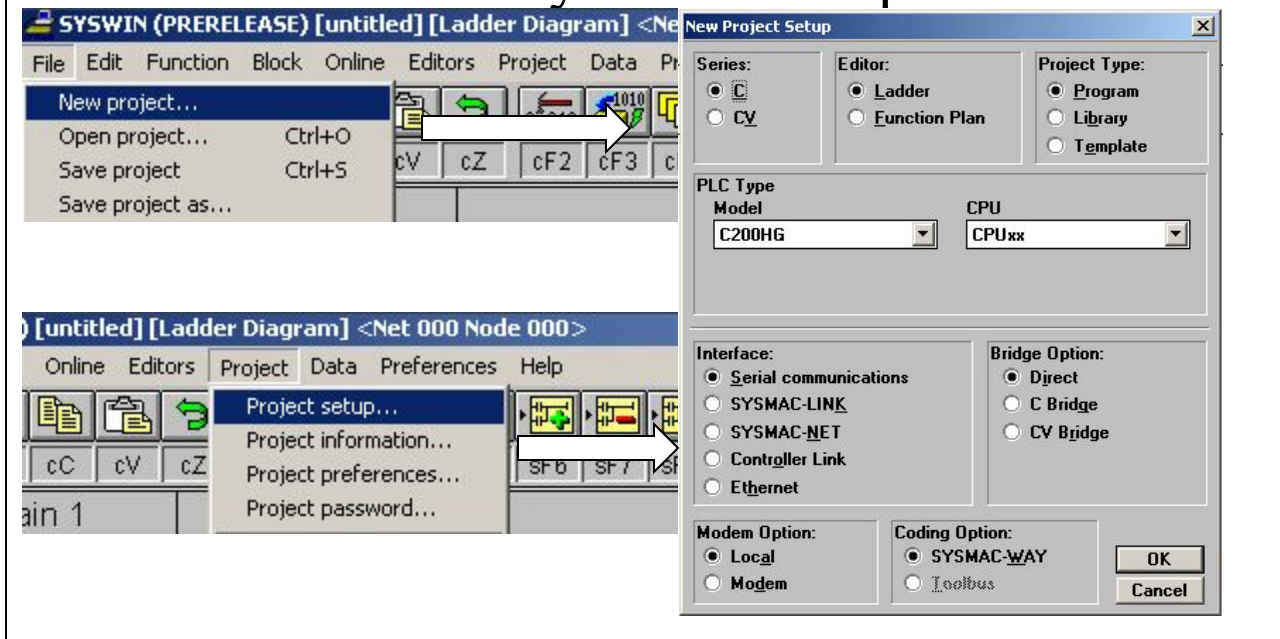 SYSWIN (PRERELEASE) [untitled] [Ladder Diagram] <Ne
File Edit Function Block Online Editors Project Data Pr
New project...
Open project... Ctrl+O
Save project Ctrl+S
Save project as...
1010
cV cZ cF2 cF3 c
) [untitled] [Ladder Diagram] <Net 000 Node 000>
Online Editors Project Data Preferences Help
Project setup...
Project information...
Project preferences...
Project password...
cC cV cZ sF6 sF7 sF
ain 1
New Project Setup
Series: Editor: Project Type:
C Ladder Program
CV Function Plan Library
Template
PLC Type
Model CPU
C200HG CPUxx
Interface: Bridge Option:
Serial communications Direct
SYSMAC-LINK C Bridge
SYSMAC-NET CV Bridge
Controller Link
Ethernet
Modem Option: Coding Option:
Local SYSMAC-WAY OK
Modem Toolbus Cancel